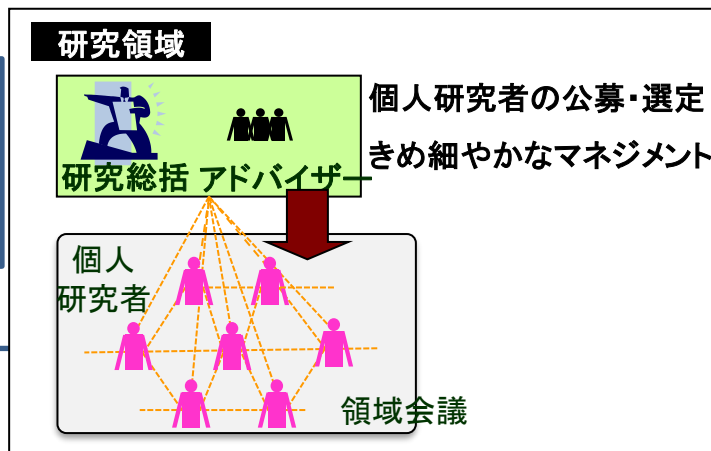 研究領域
個人研究者の公募・選定
きめ細やかなマネジメント
研究総括 アドバイザー
個人
研究者
領域会議